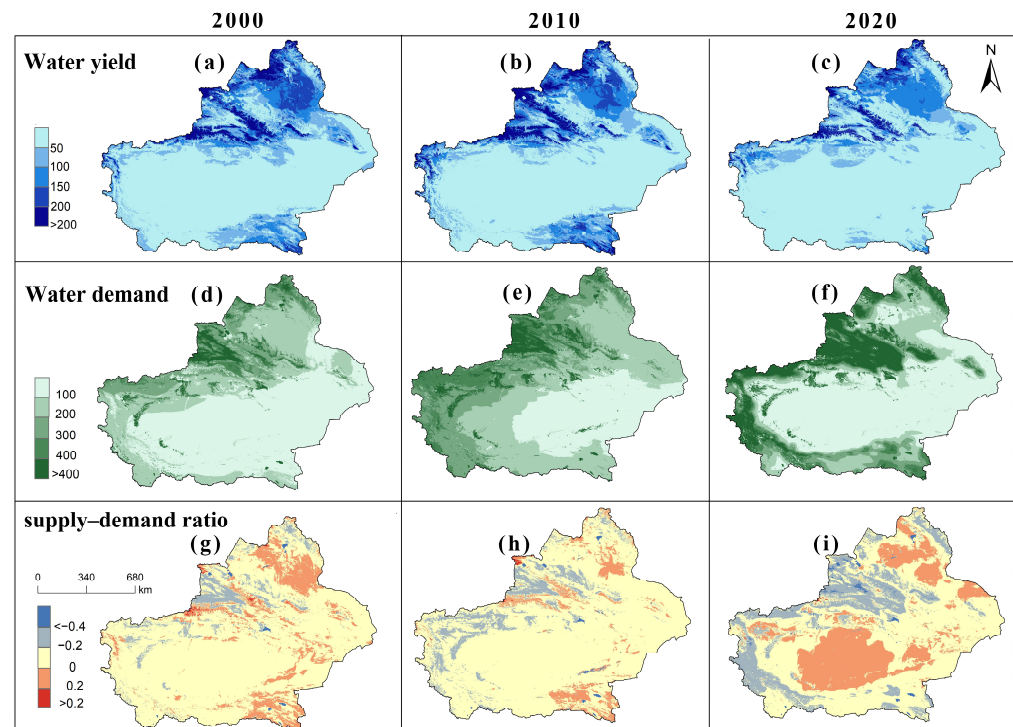 2000 2010 2020
Water yield (a) (b) (c) N
50
100
150
200
>200
Water demand (d) (e) (f)
100
200
300
400
>400
supply–demand ratio
(g) (h) (i)
0 340 680
km
<−0.4
−0.2
0
0.2
>0.2